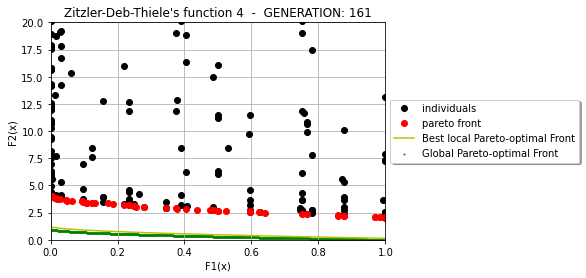 Zitzler-Deb-Thiele's function 4  -  GENERATION: 161
20.0
17.5
15.0
12.5
10.0
7.5
5.0
2.5
0.0
F2(x)
0.0 0.2 0.4 0.6 0.8 1.0
F1(x)
individuals
pareto front
Best local Pareto-optimal Front
Global Pareto-optimal Front